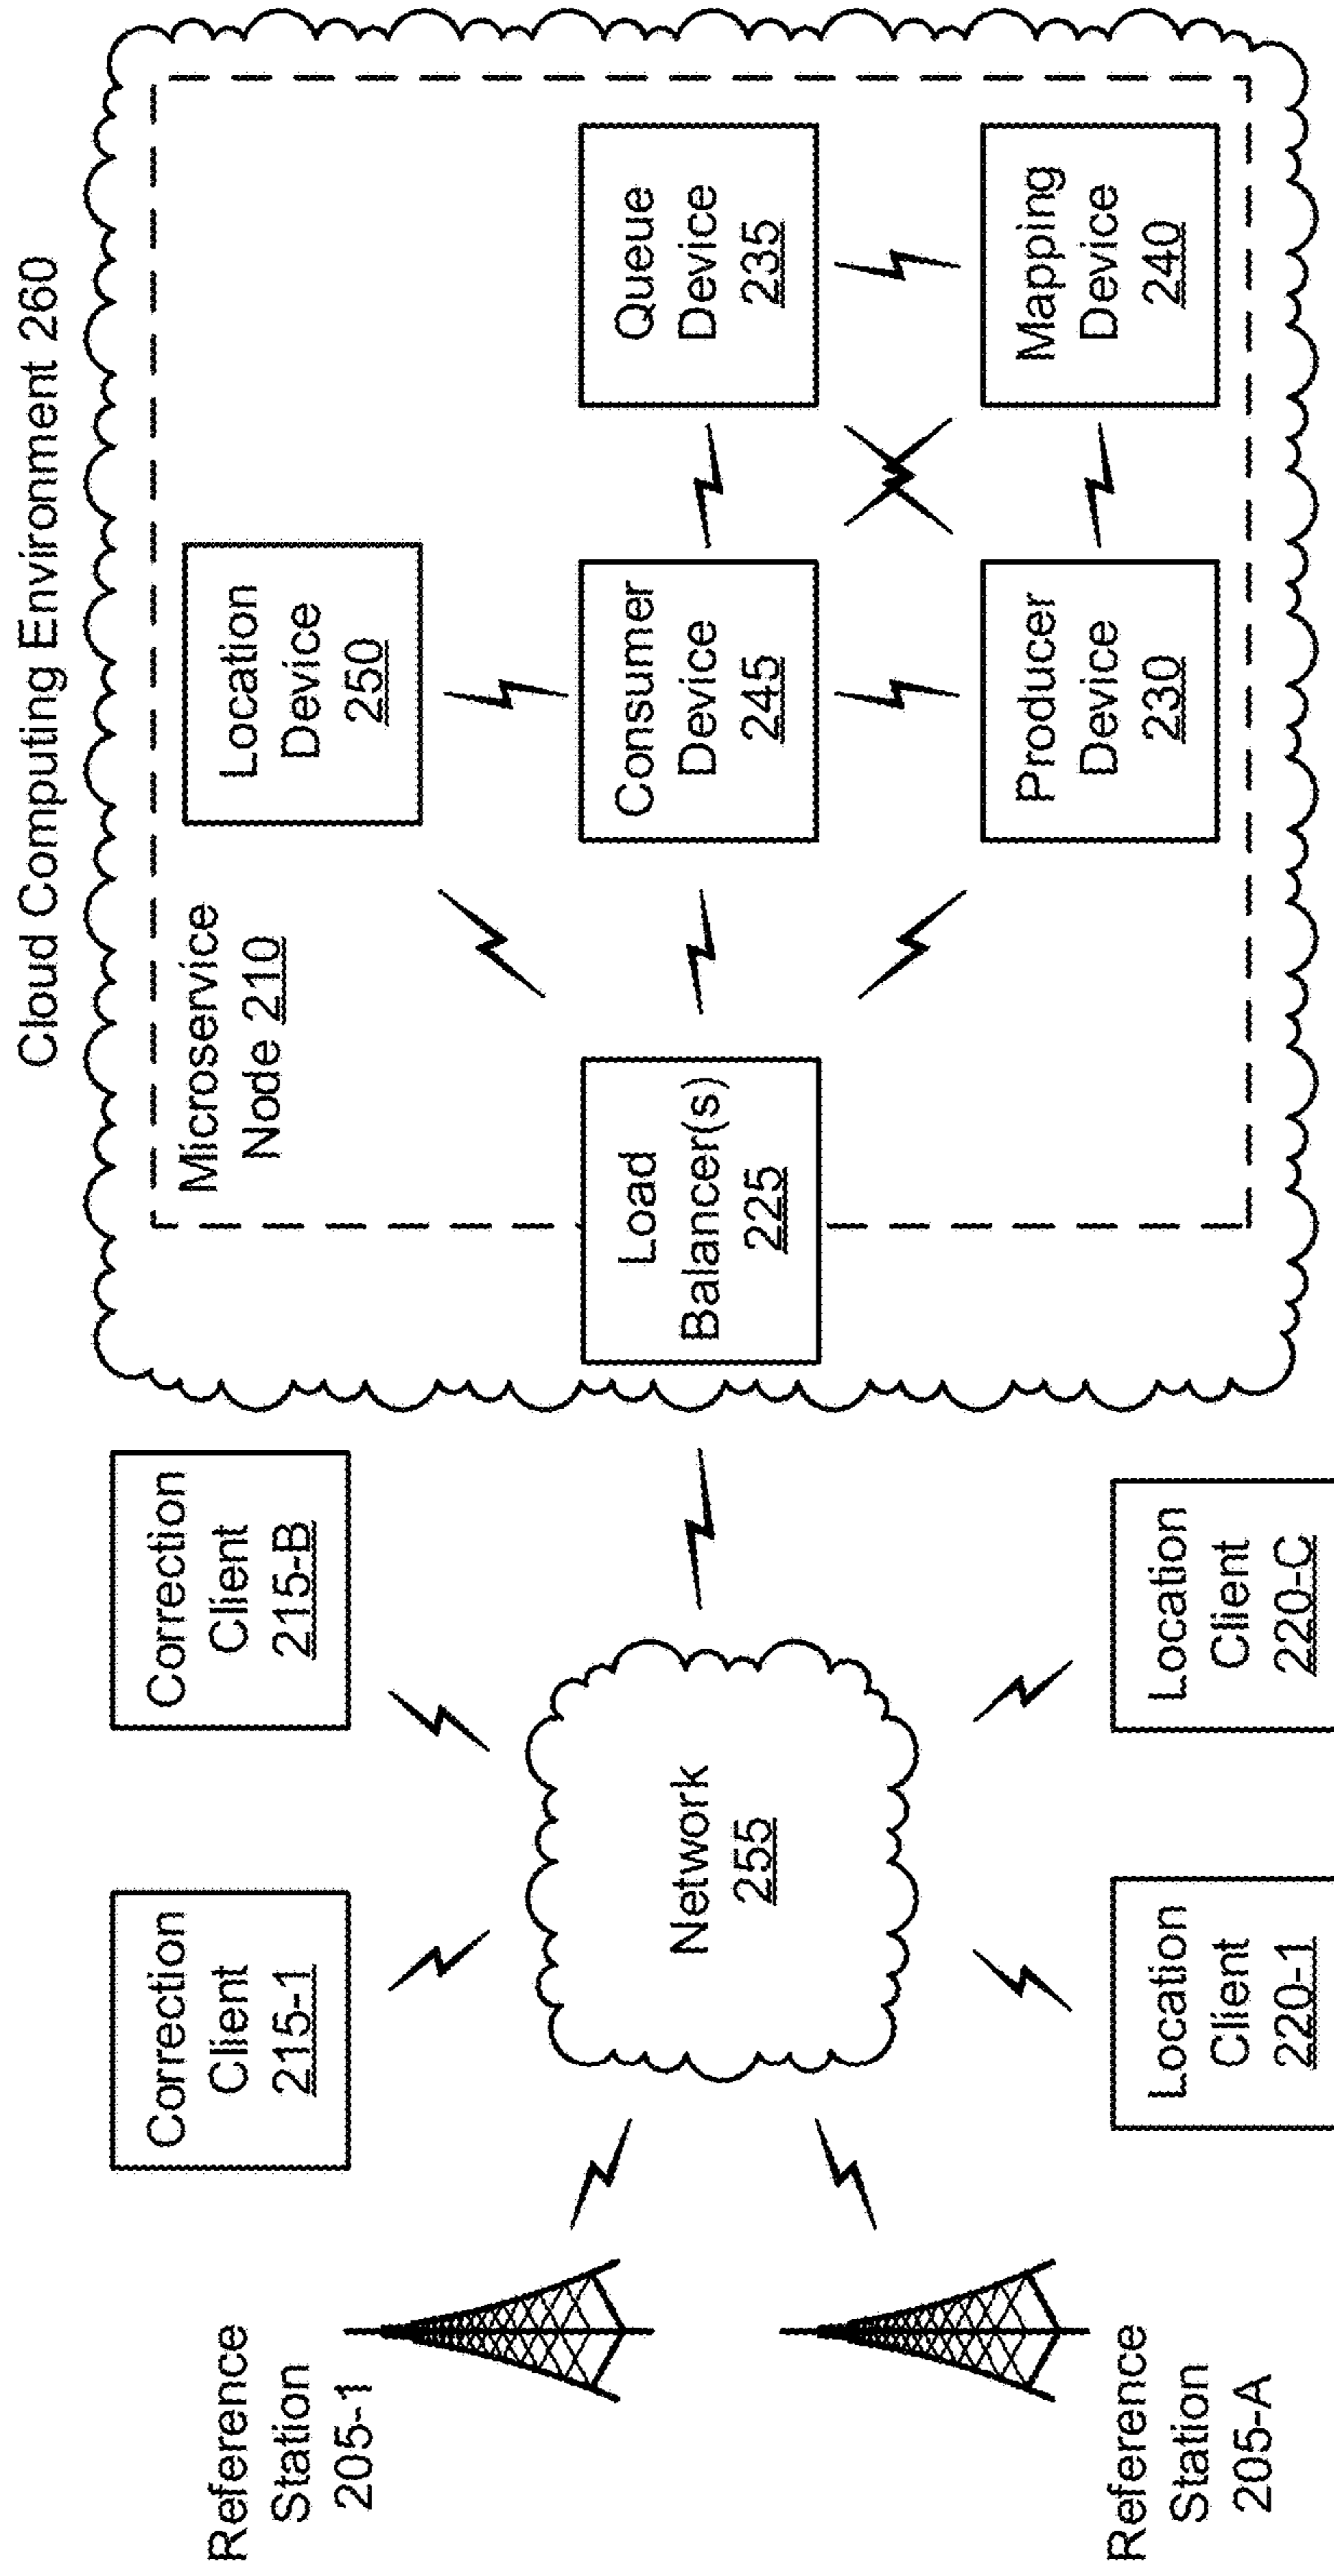 Cloud Computing Environment 260
Microservice
Node 210
Location
Device
250
Queue
Device
235
Consumer
Device
245
Load
Balancer(s)
225
Producer
Device
230
Mapping
Device
240
Correction
Client
215-1
Correction
Client
215-B
Reference
Station
205-1
Network
255
Reference
Station
205-A
Location
Client
220-1
Location
Client
220-C